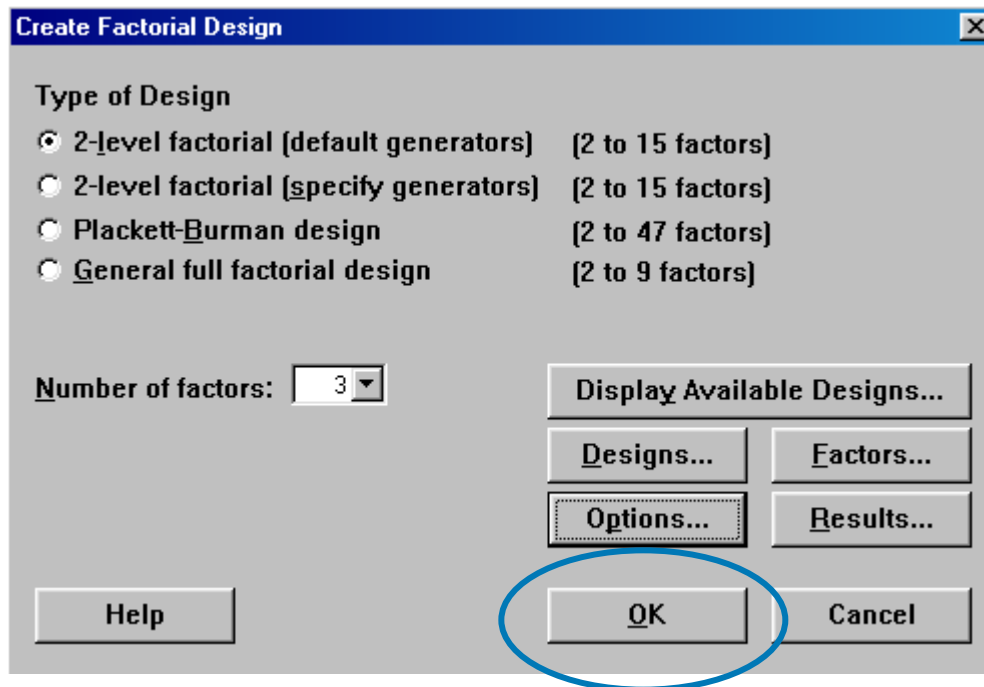 Create Factorial Design
Type of Design
2-level factorial (default generators) (2 to 15 factors)
2-level factorial (specify generators) (2 to 15 factors)
Plackett-Burman design (2 to 47 factors)
General full factorial design (2 to 9 factors)
Number of factors: 3
Display Available Designs...
Designs... Factors...
Options... Results...
Help OK Cancel